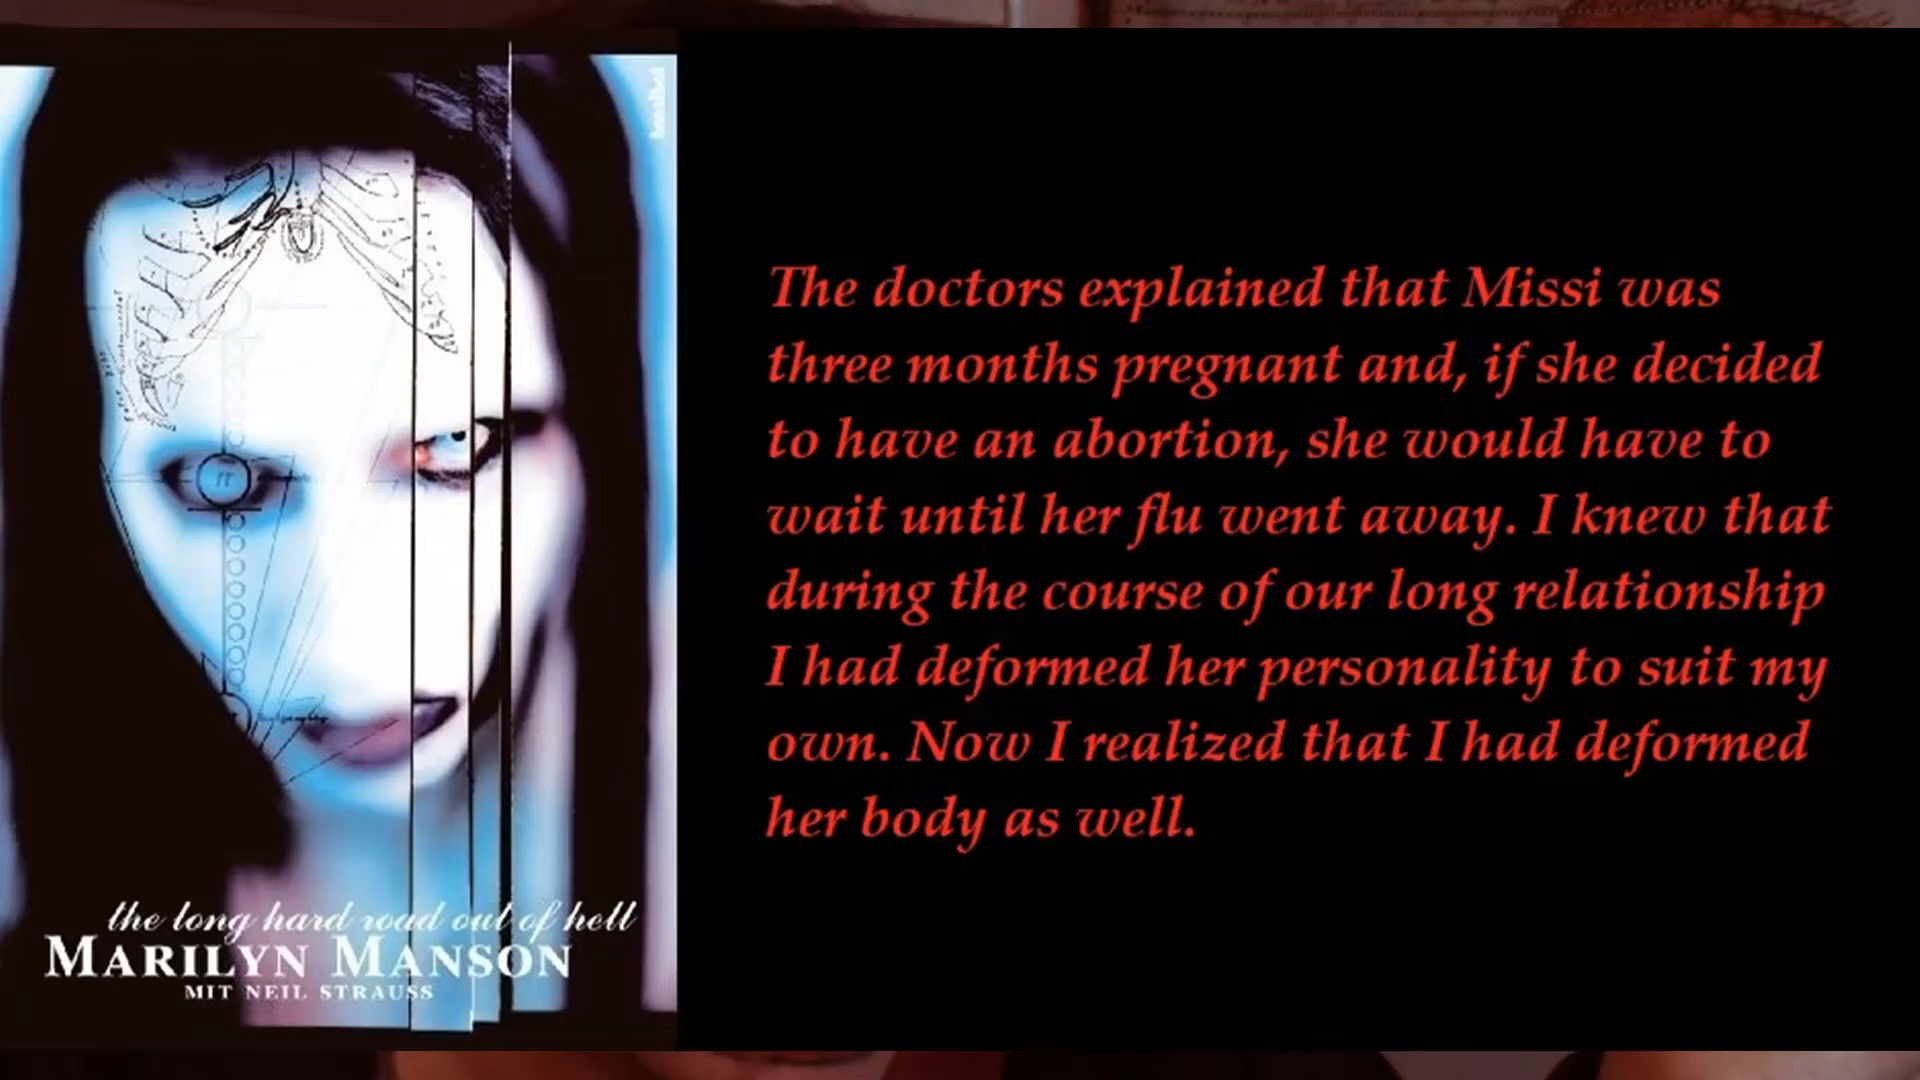 the long hard road out of hell
MARILYN MANSON
MIT NEIL STRAUSS
The doctors explained that Missi was
three months pregnant and, if she decided
to have an abortion, she would have to
wait until her flu went away. I knew that
during the course of our long relationship
I had deformed her personality to suit my
own. Now I realized that I had deformed
her body as well.